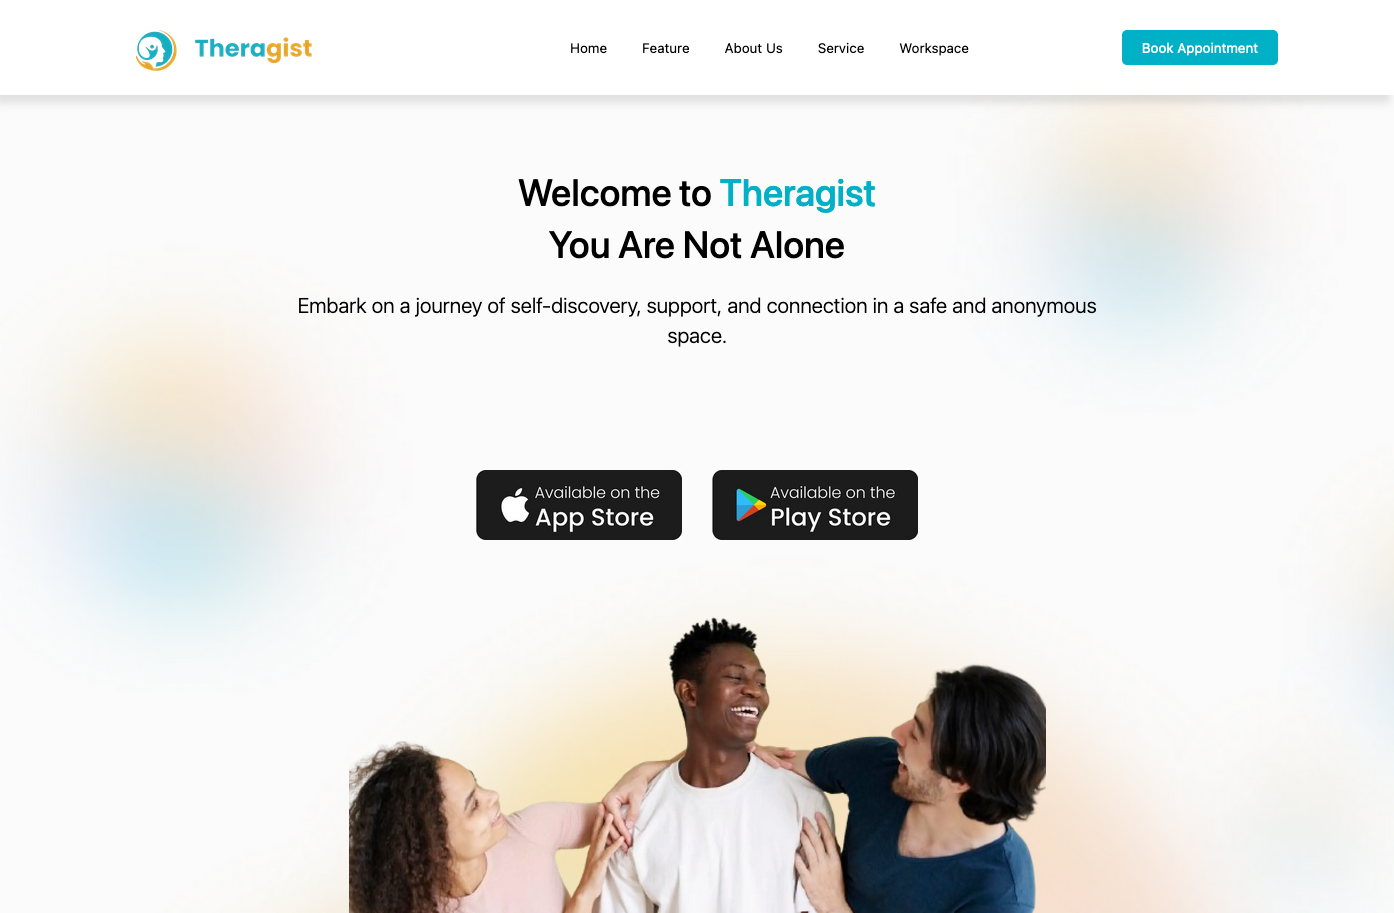 Theragist
Home
Feature
About Us
Service
Workspace
Book Appointment
Welcome to Theragist
You Are Not Alone
Embark on a journey of self-discovery, support, and connection in a safe and anonymous
space.
Available on the
App Store
Available on the
Play Store